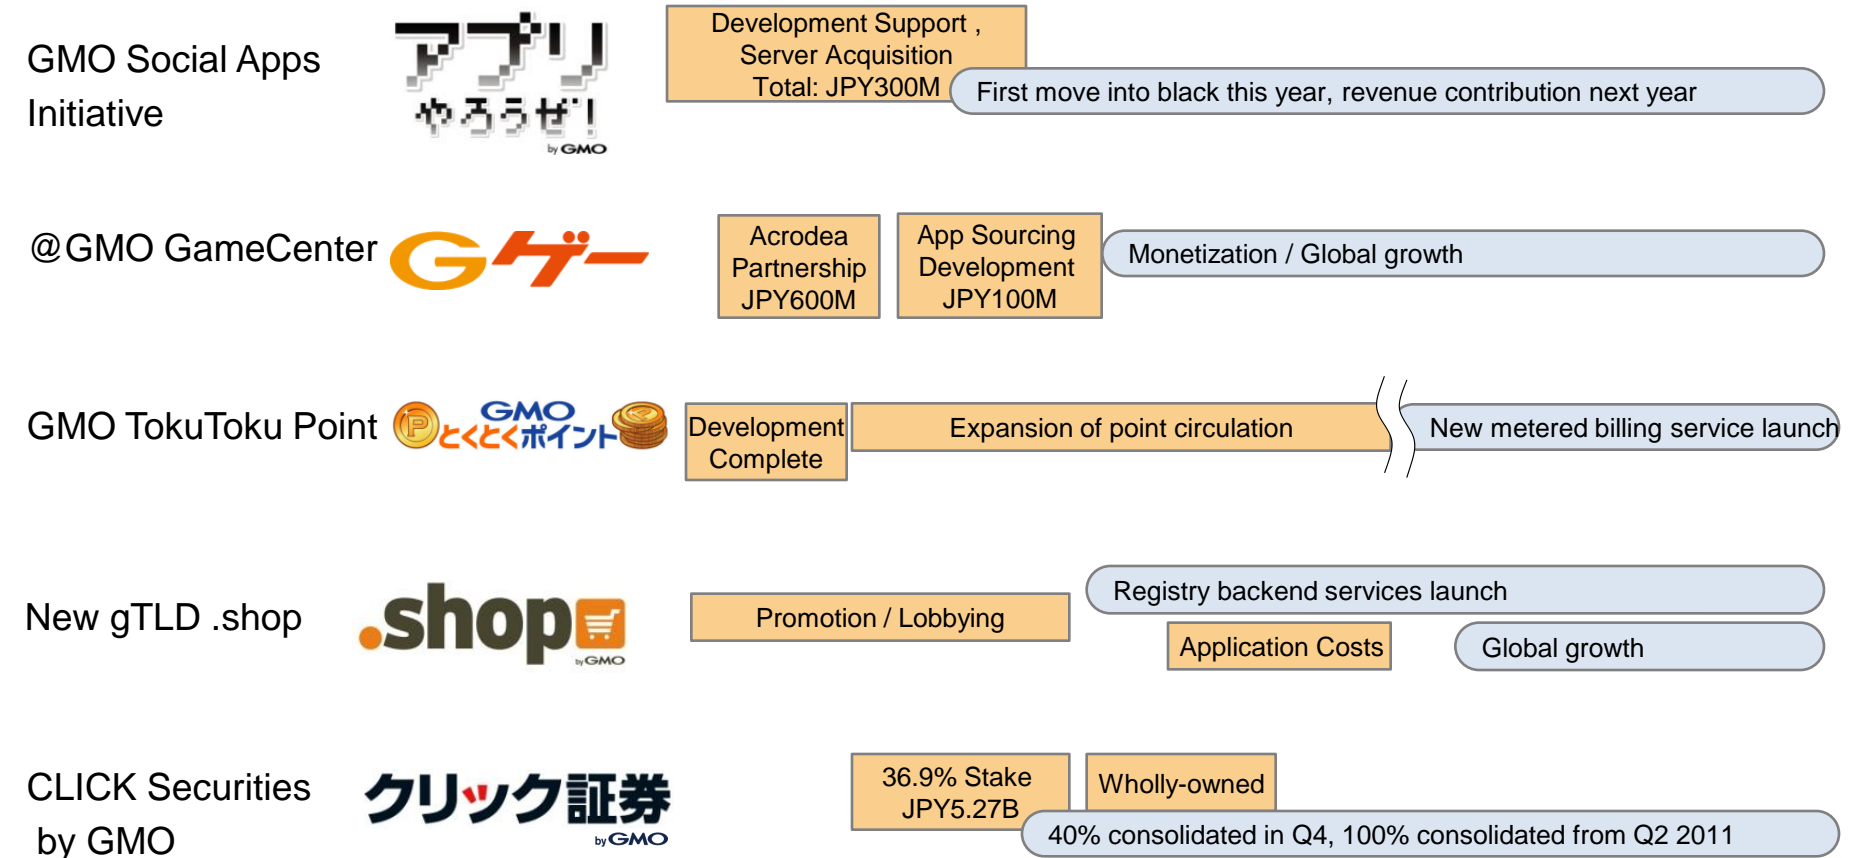 GMO Social Apps
Initiative
アプリ
やろうぜ!
by GMO
Development Support ,
Server Acquisition
Total: JPY300M
First move into black this year, revenue contribution next year
@GMO GameCenter
Gゲー
Acrodea
Partnership
JPY600M
App Sourcing
Development
JPY100M
Monetization / Global growth
GMO TokuToku Point
P
GMO
とくとくポイント
P
Development
Complete
Expansion of point circulation
New metered billing service launch
New gTLD .shop
.shop
by GMO
Promotion / Lobbying
Registry backend services launch
Application Costs
Global growth
CLICK Securities
by GMO
クリック証券
by GMO
36.9% Stake
JPY5.27B
Wholly-owned
40% consolidated in Q4, 100% consolidated from Q2 2011